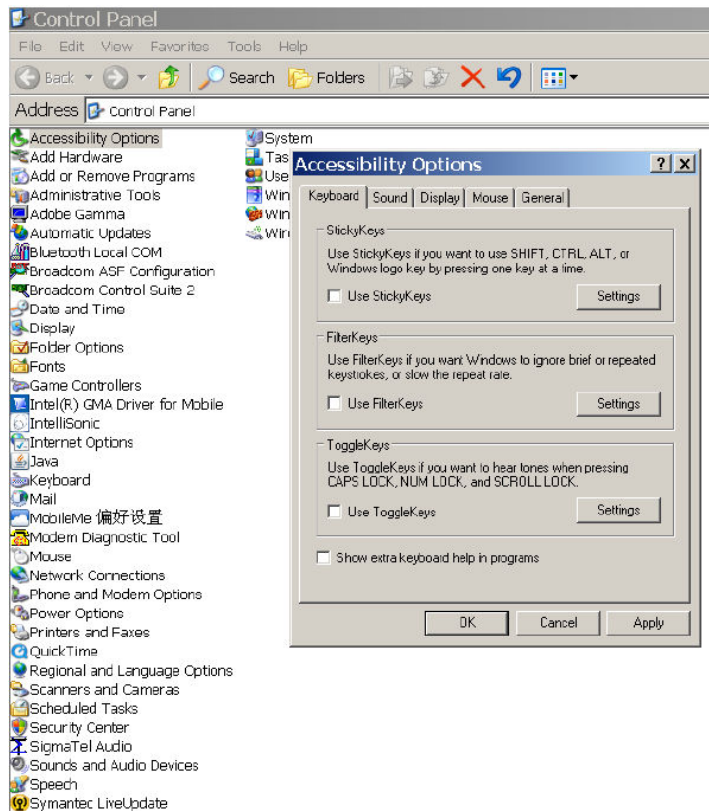 Control Panel
File Edit View Favorites Tools Help
Back Search Folders
Address Control Panel
Accessibility Options
Add Hardware
Add or Remove Programs
Administrative Tools
Adobe Gamma
Automatic Updates
Bluetooth Local COM
Broadcom ASF Configuration
Broadcom Control Suite 2
Date and Time
Display
Folder Options
Fonts
Game Controllers
Intel(R) GMA Driver for Mobile
IntelliSonic
Internet Options
Java
Keyboard
Mail
MobileMe 偏好设置
Modem Diagnostic Tool
Mouse
Network Connections
Phone and Modem Options
Power Options
Printers and Faxes
QuickTime
Regional and Language Options
Scanners and Cameras
Scheduled Tasks
Security Center
SigmaTel Audio
Sounds and Audio Devices
Speech
Symantec LiveUpdate
System
Tas
Use
Win
Win
Wir
Accessibility Options
Keyboard Sound Display Mouse General
StickyKeys
Use StickyKeys if you want to use SHIFT, CTRL, ALT, or
Windows logo key by pressing one key at a time.
Use StickyKeys Settings
FilterKeys
Use FilterKeys if you want Windows to ignore brief or repeated
keystrokes, or slow the repeat rate.
Use FilterKeys Settings
ToggleKeys
Use ToggleKeys if you want to hear tones when pressing
CAPS LOCK, NUM LOCK, and SCROLL LOCK.
Use ToggleKeys Settings
Show extra keyboard help in programs
OK Cancel Apply